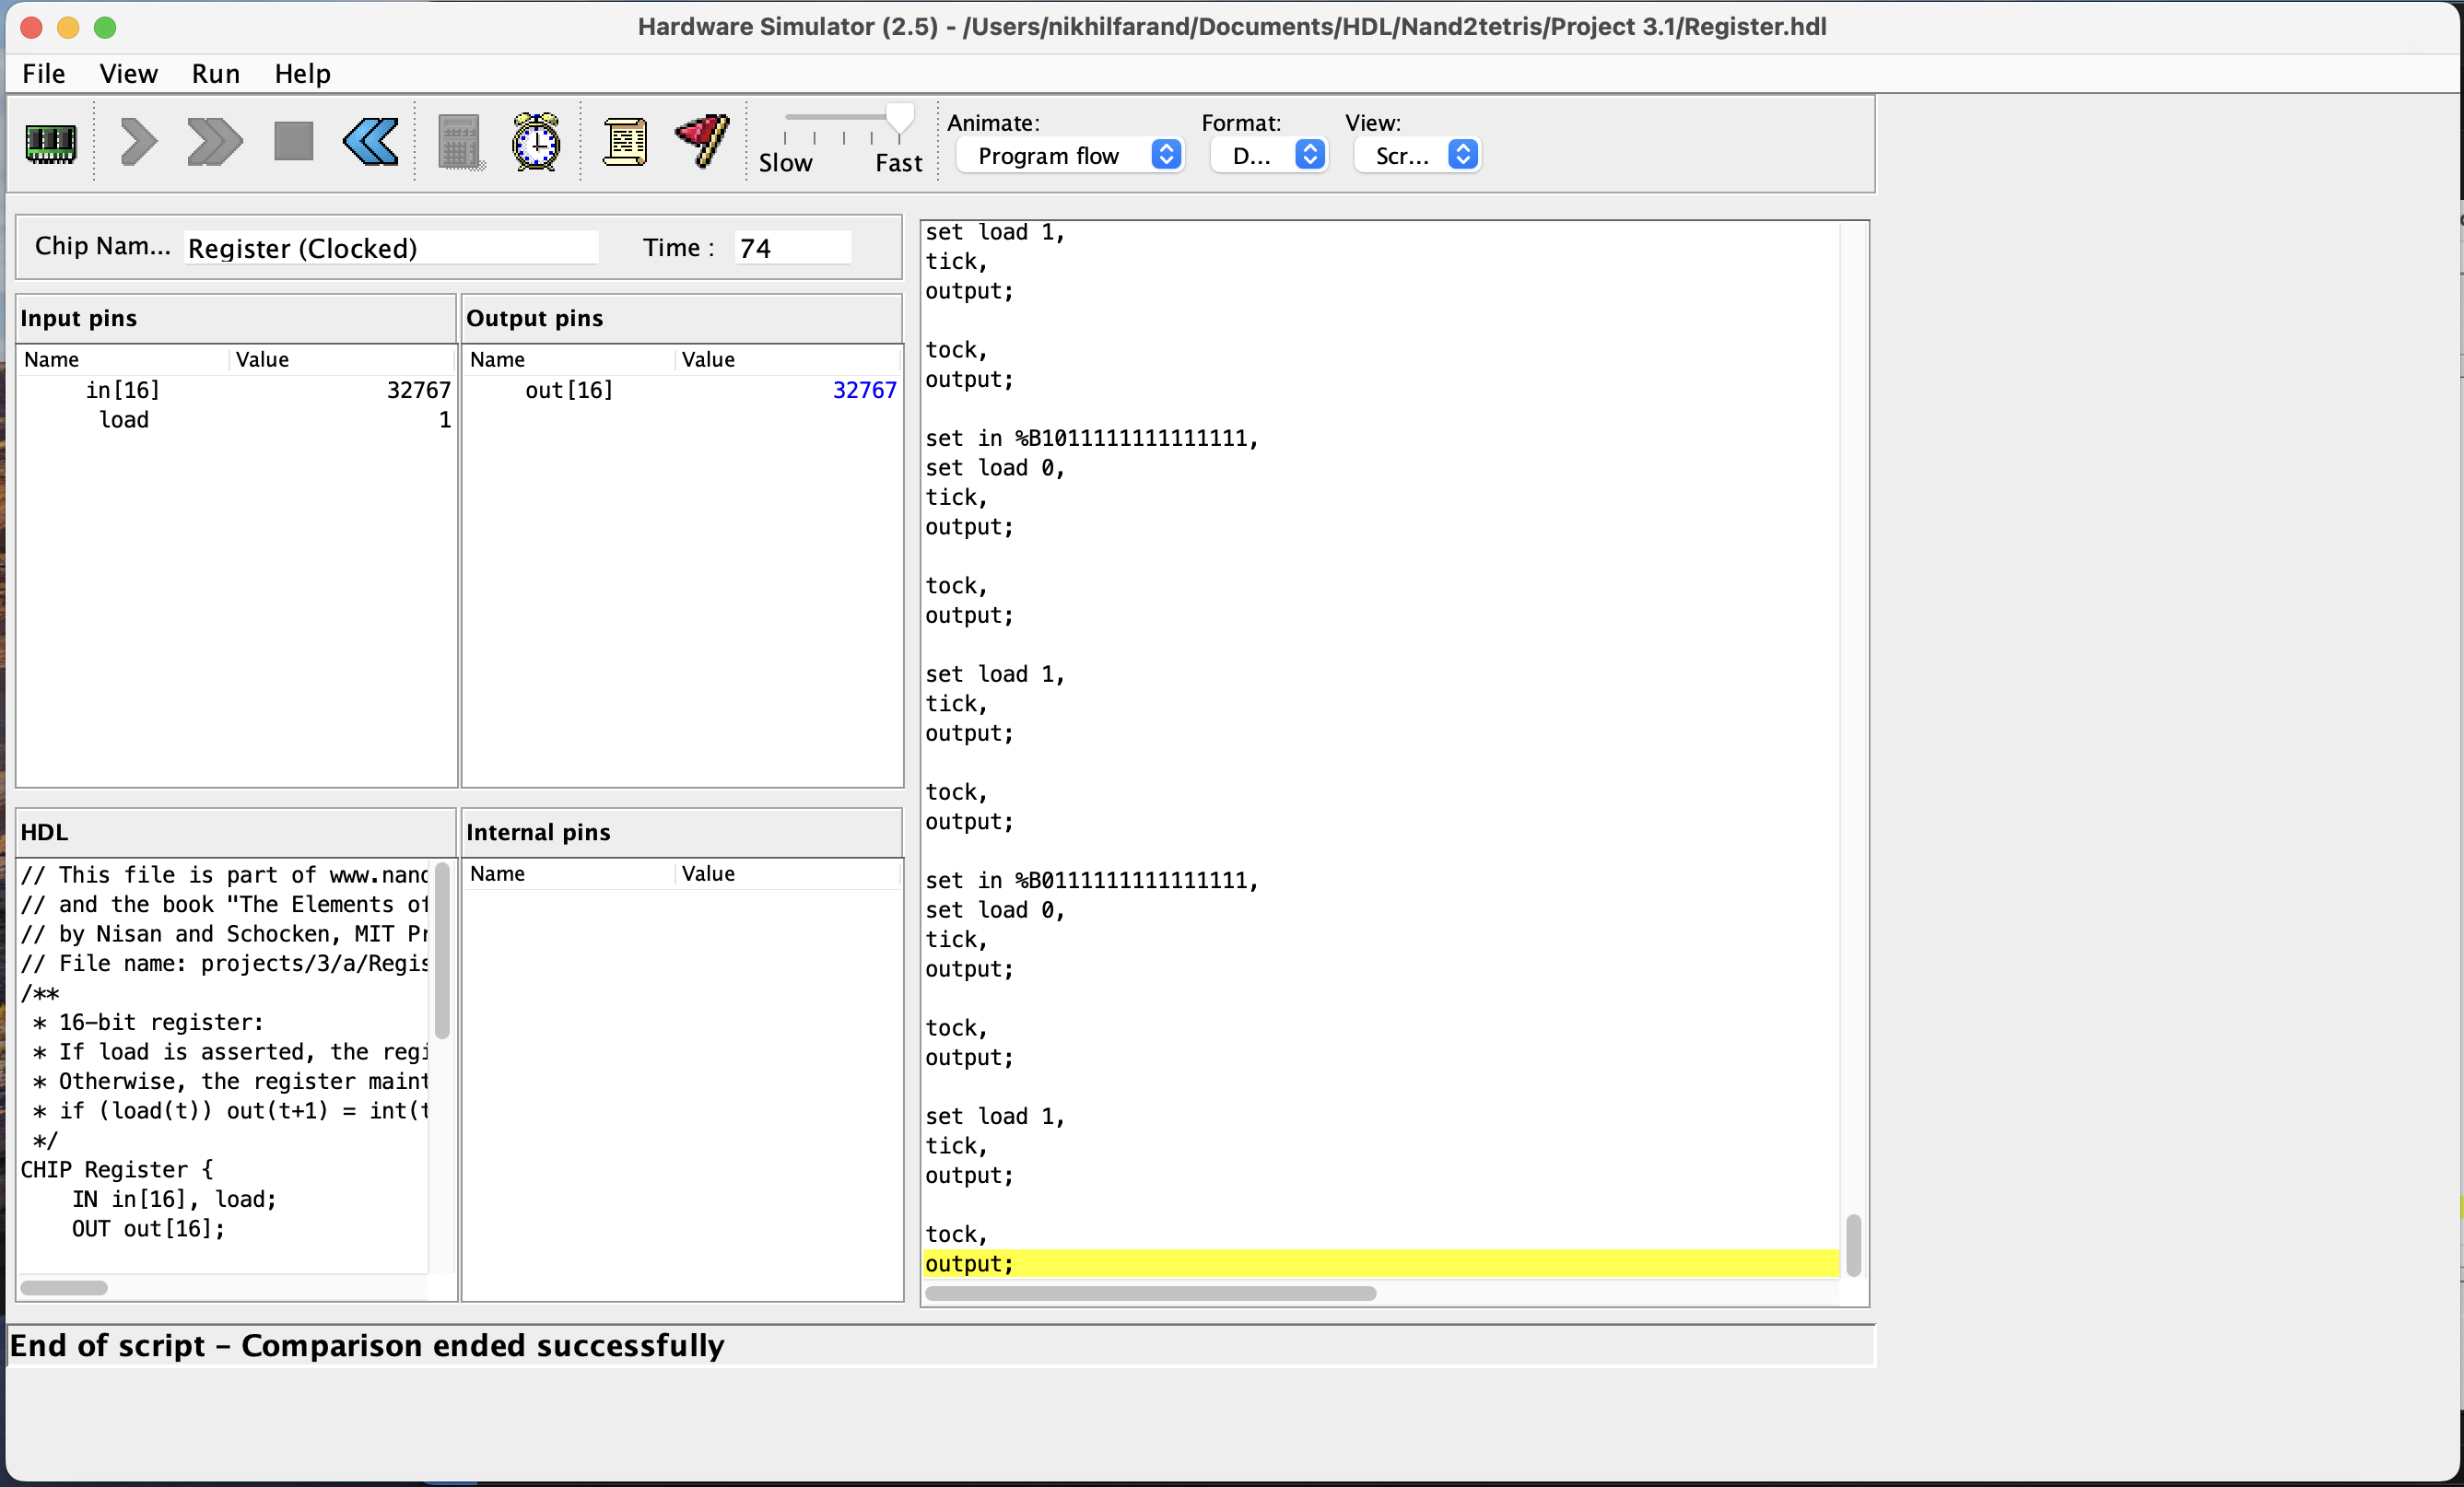 Hardware Simulator (2.5) - /Users/nikhilfarand/Documents/HDL/Nand2tetris/Project 3.1/Register.hdl
File View Run Help
Slow Fast
Animate: Format: View:
Program flow D... Scr...
Chip Nam... Register (Clocked) Time : 74
Input pins
Name Value
in[16] 32767
load 1
Output pins
Name Value
out[16] 32767
HDL
// This file is part of www.nand
// and the book "The Elements of
// by Nisan and Schocken, MIT Pr
// File name: projects/3/a/Regis
/**
* 16-bit register:
* If load is asserted, the regi
* Otherwise, the register maint
* if (load(t)) out(t+1) = int(t
*/
CHIP Register {
IN in[16], load;
OUT out[16];
Internal pins
Name Value
set load 1,
tick,
output;
tock,
output;
set in %B1011111111111111,
set load 0,
tick,
output;
tock,
output;
set load 1,
tick,
output;
tock,
output;
set in %B0111111111111111,
set load 0,
tick,
output;
tock,
output;
set load 1,
tick,
output;
tock,
output;
End of script - Comparison ended successfully